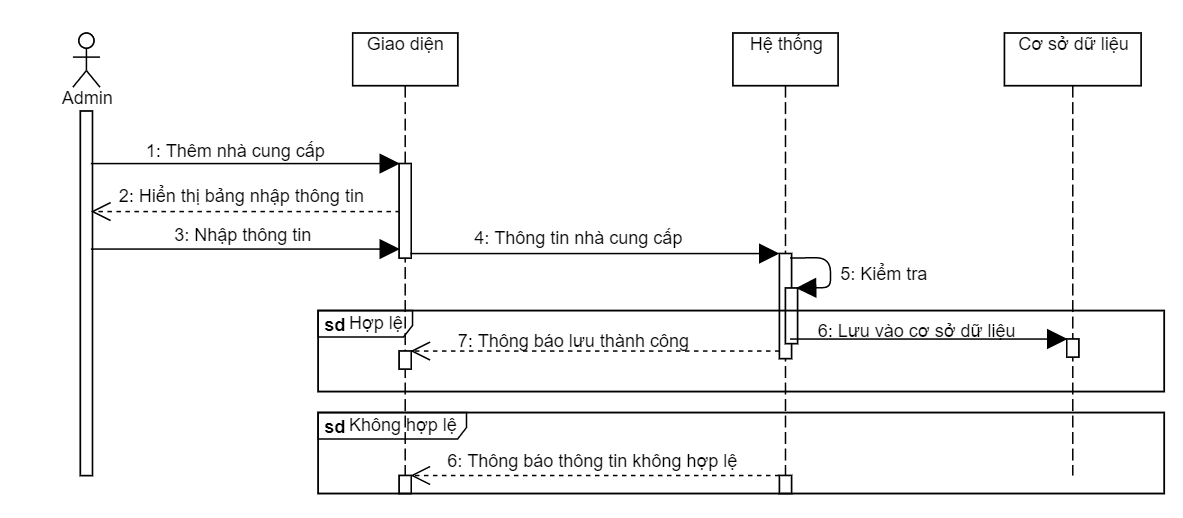 Giao diện
Hệ thống
Cơ sở dữ liệu
Admin
1: Thêm nhà cung cấp
2: Hiển thị bảng nhập thông tin
3: Nhập thông tin
4: Thông tin nhà cung cấp
5: Kiểm tra
sd Hợp lệ
6: Lưu vào cơ sở dữ liệu
7: Thông báo lưu thành công
sd Không hợp lệ
6: Thông báo thông tin không hợp lệ